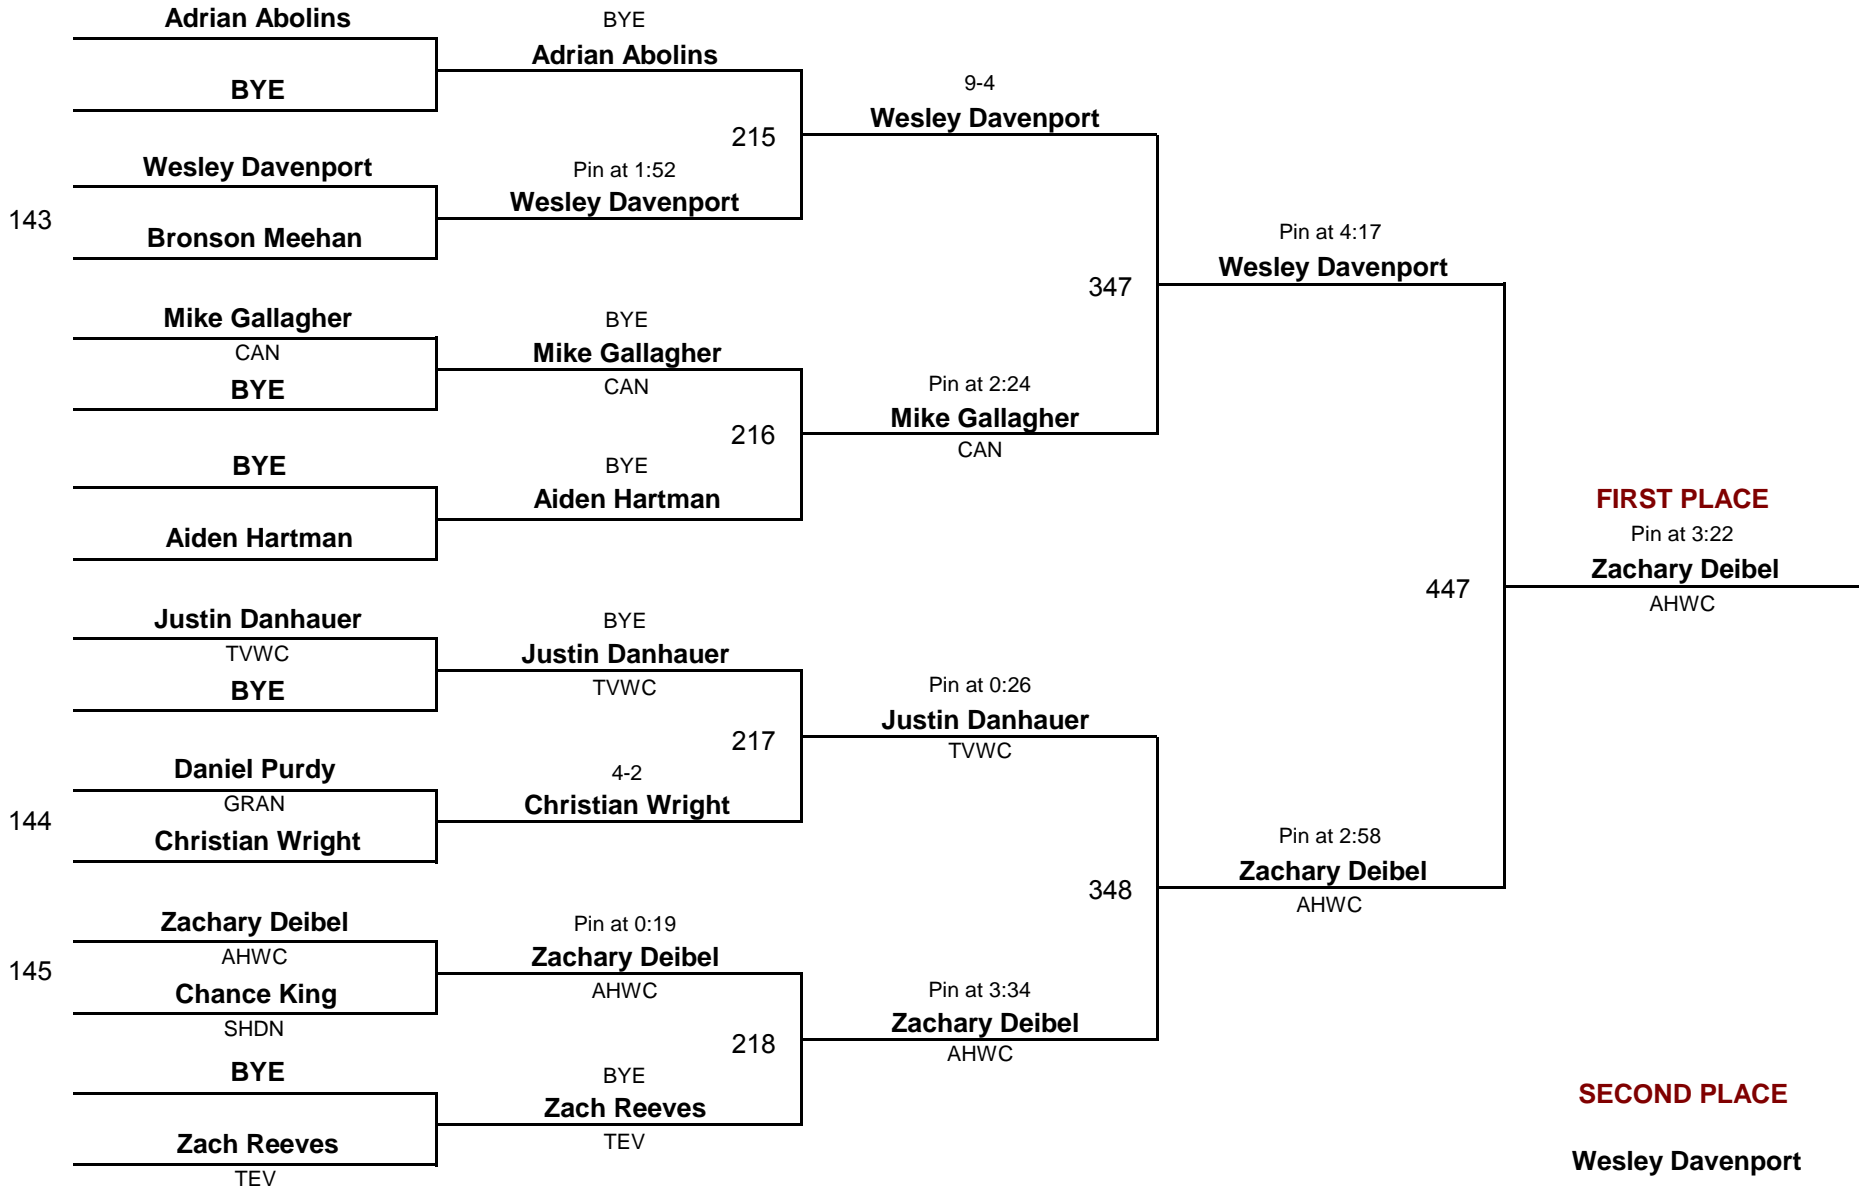 Adrian Abolins
BYE
143
Wesley Davenport
Bronson Meehan
Mike Gallagher
CAN
BYE
BYE
Aiden Hartman
Justin Danhauer
TVWC
BYE
144
Daniel Purdy
GRAN
Christian Wright
145
Zachary Deibel
AHWC
Chance King
SHDN
BYE
Zach Reeves
TEV
BYE
Adrian Abolins
215
Pin at 1:52
Wesley Davenport
BYE
Mike Gallagher
CAN
216
BYE
Aiden Hartman
BYE
Justin Danhauer
TVWC
217
4-2
Christian Wright
Pin at 0:19
Zachary Deibel
AHWC
218
BYE
Zach Reeves
TEV
9-4
Wesley Davenport
347
Pin at 2:24
Mike Gallagher
CAN
Pin at 0:26
Justin Danhauer
TVWC
348
Pin at 3:34
Zachary Deibel
AHWC
Pin at 4:17
Wesley Davenport
447
Pin at 2:58
Zachary Deibel
AHWC
FIRST PLACE
Pin at 3:22
Zachary Deibel
AHWC
SECOND PLACE
Wesley Davenport